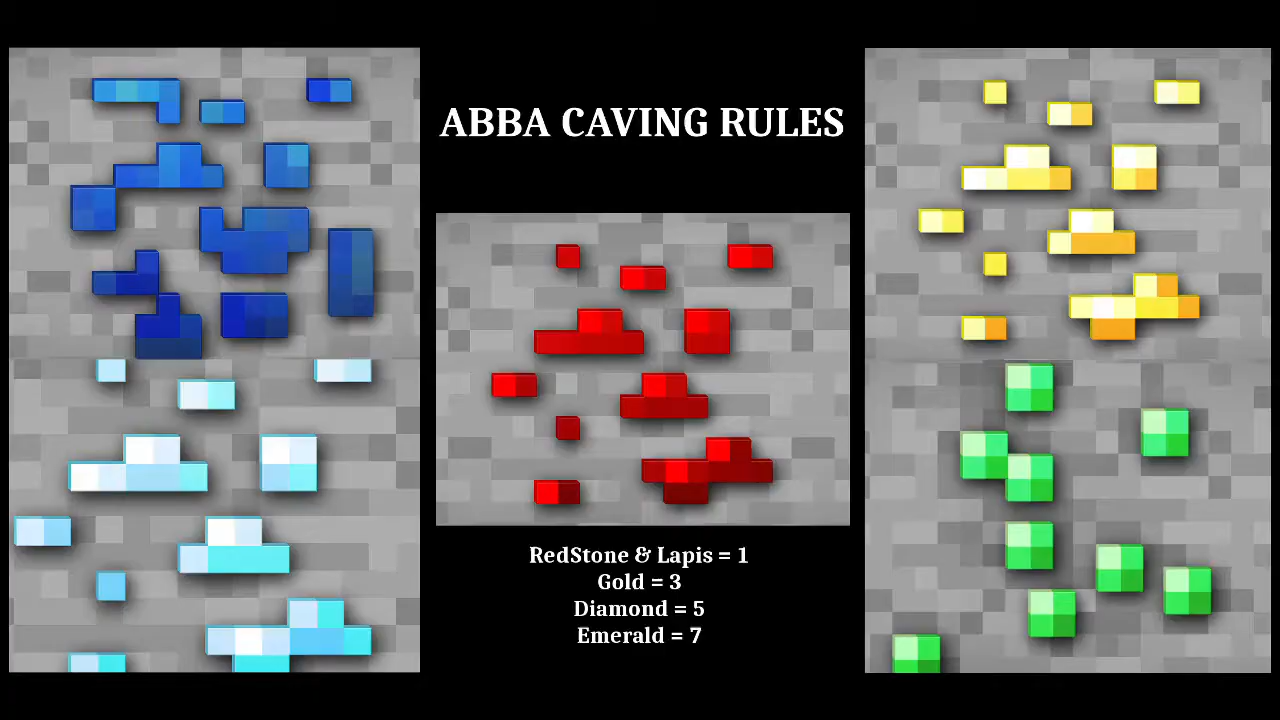 ABBA CAVING RULES
RedStone & Lapis = 1
Gold = 3
Diamond = 5
Emerald = 7